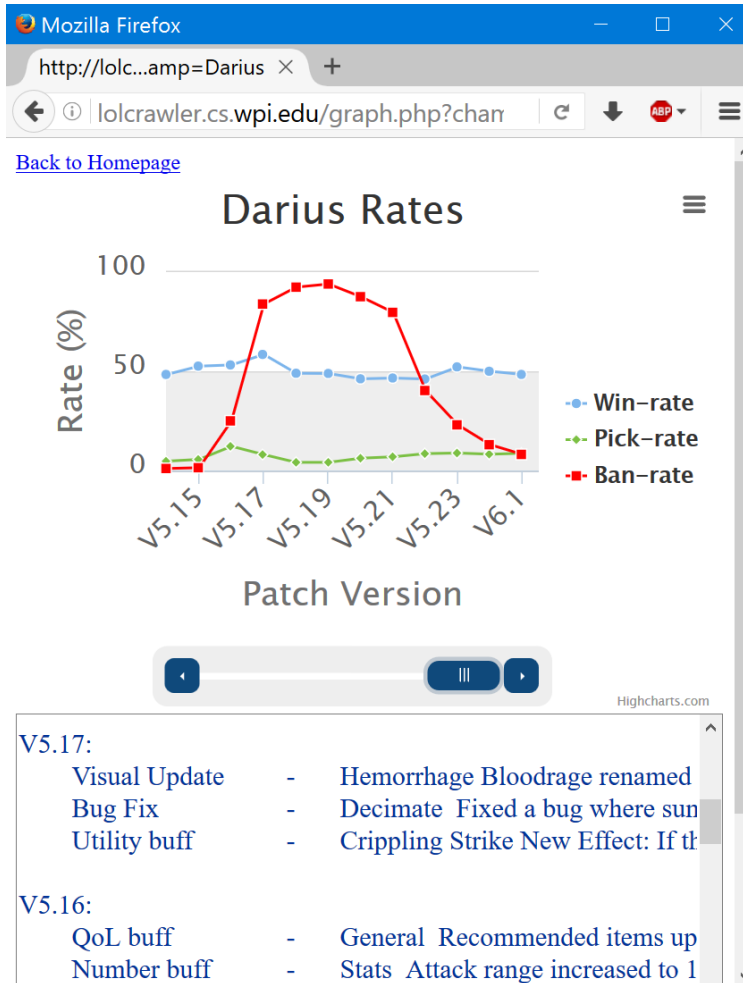 Mozilla Firefox
http://lolc...amp=Darius
lolcrawler.cs.wpi.edu/graph.php?cham
ABP
Back to Homepage
Darius Rates
100
50
0
Rate (%)
Win-rate
Pick-rate
Ban-rate
V5.15 V5.17 V5.19 V5.21 V5.23 V6.1
Patch Version
Highcharts.com
V5.17:
Visual Update - Hemorrhage Bloodrage renamed
Bug Fix - Decimate Fixed a bug where
Utility buff - Crippling Strike New Effect: If
V5.16:
QoL buff - General Recommended items
Number buff - Stats Attack range increased to 1